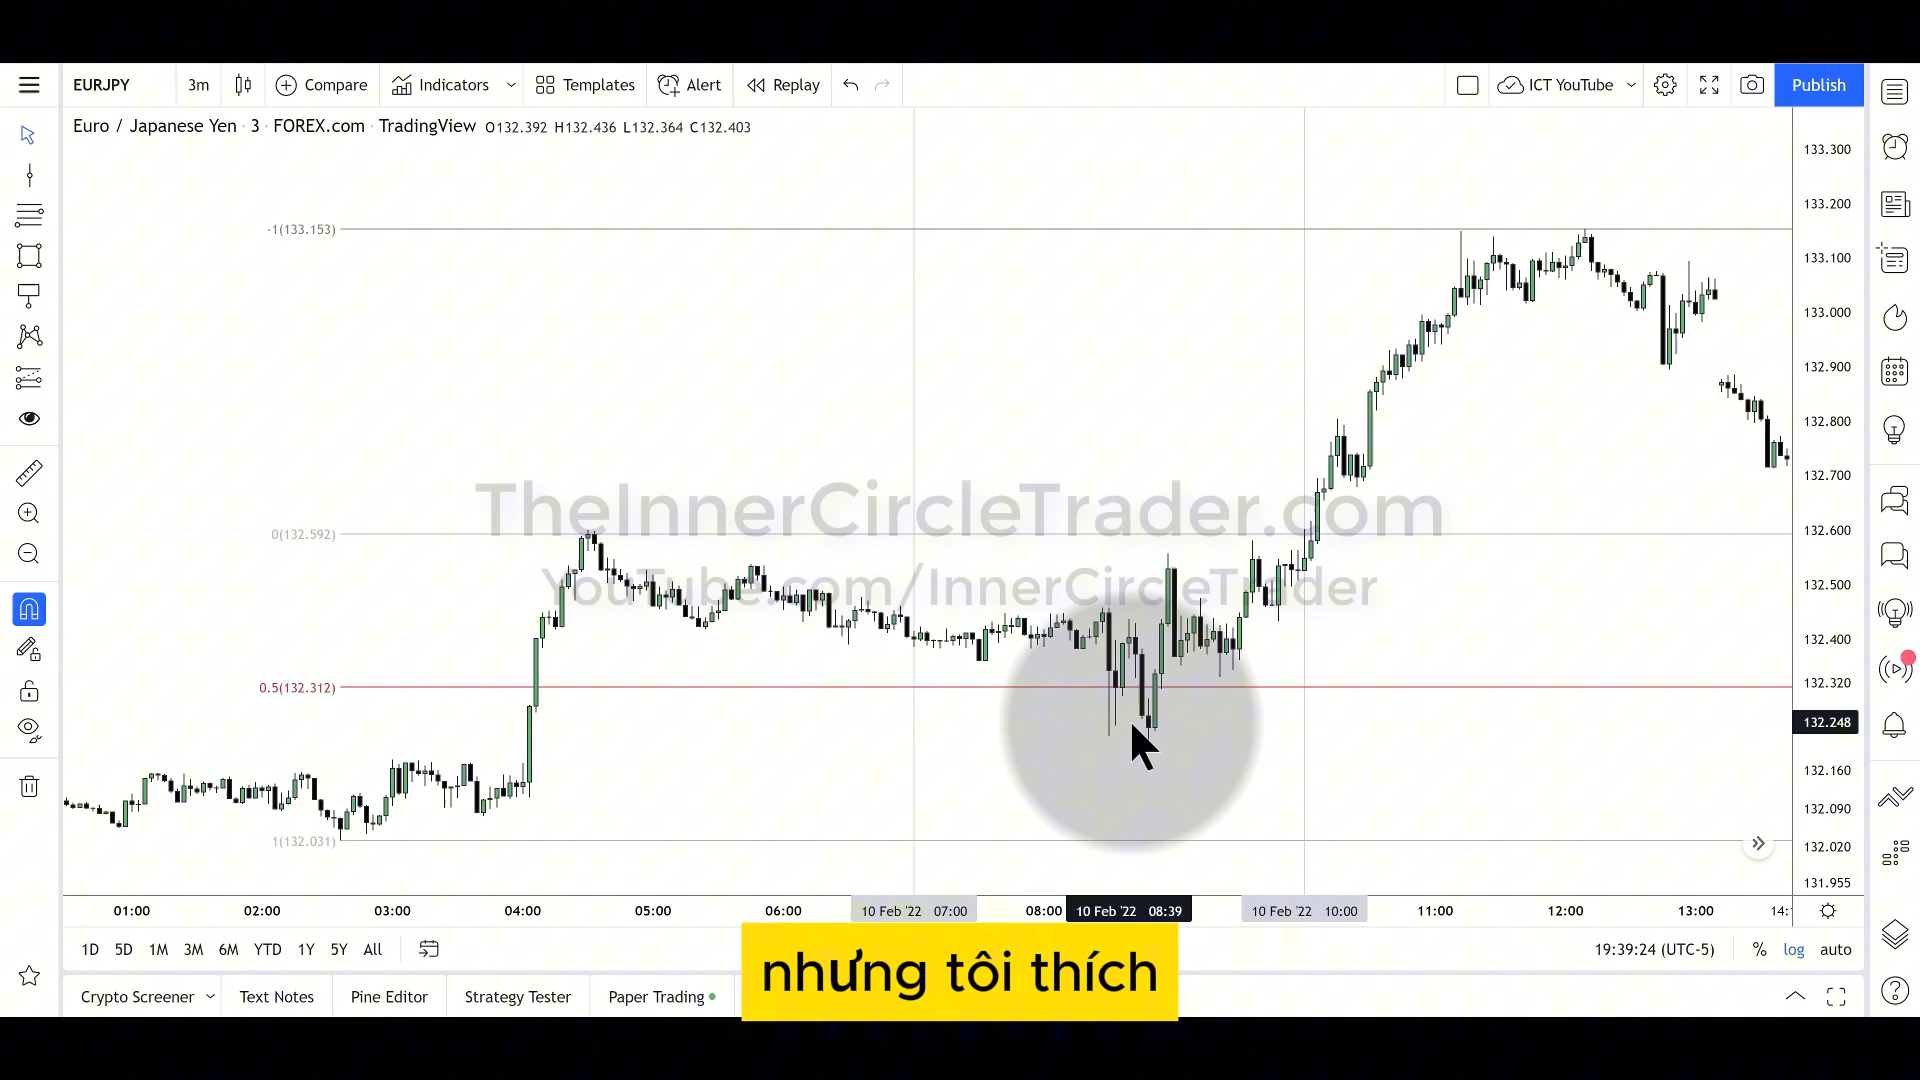 EURJPY 3m Compare Indicators Templates Alert Replay ICT YouTube Publish
Euro / Japanese Yen · 3 · FOREX.com · TradingView O132.392 H132.436 L132.364 C132.403
133.300
133.200
-1(133.153)
133.100
133.000
132.900
132.800
132.700
TheInnerCircleTrader.com
0(132.592)
132.600
YouTube.com/InnerCircleTrader
132.500
132.400
0.5(132.312)
132.320
132.248
132.160
132.090
1(132.031)
132.020
131.955
01:00 02:00 03:00 04:00 05:00 06:00 10 Feb '22 07:00 08:00 10 Feb '22 08:39 10 Feb '22 10:00 11:00 12:00 13:00
1D 5D 1M 3M 6M YTD 1Y 5Y All 19:39:24 (UTC-5) % log auto
nhưng tôi thích
Crypto Screener Text Notes Pine Editor Strategy Tester Paper Trading